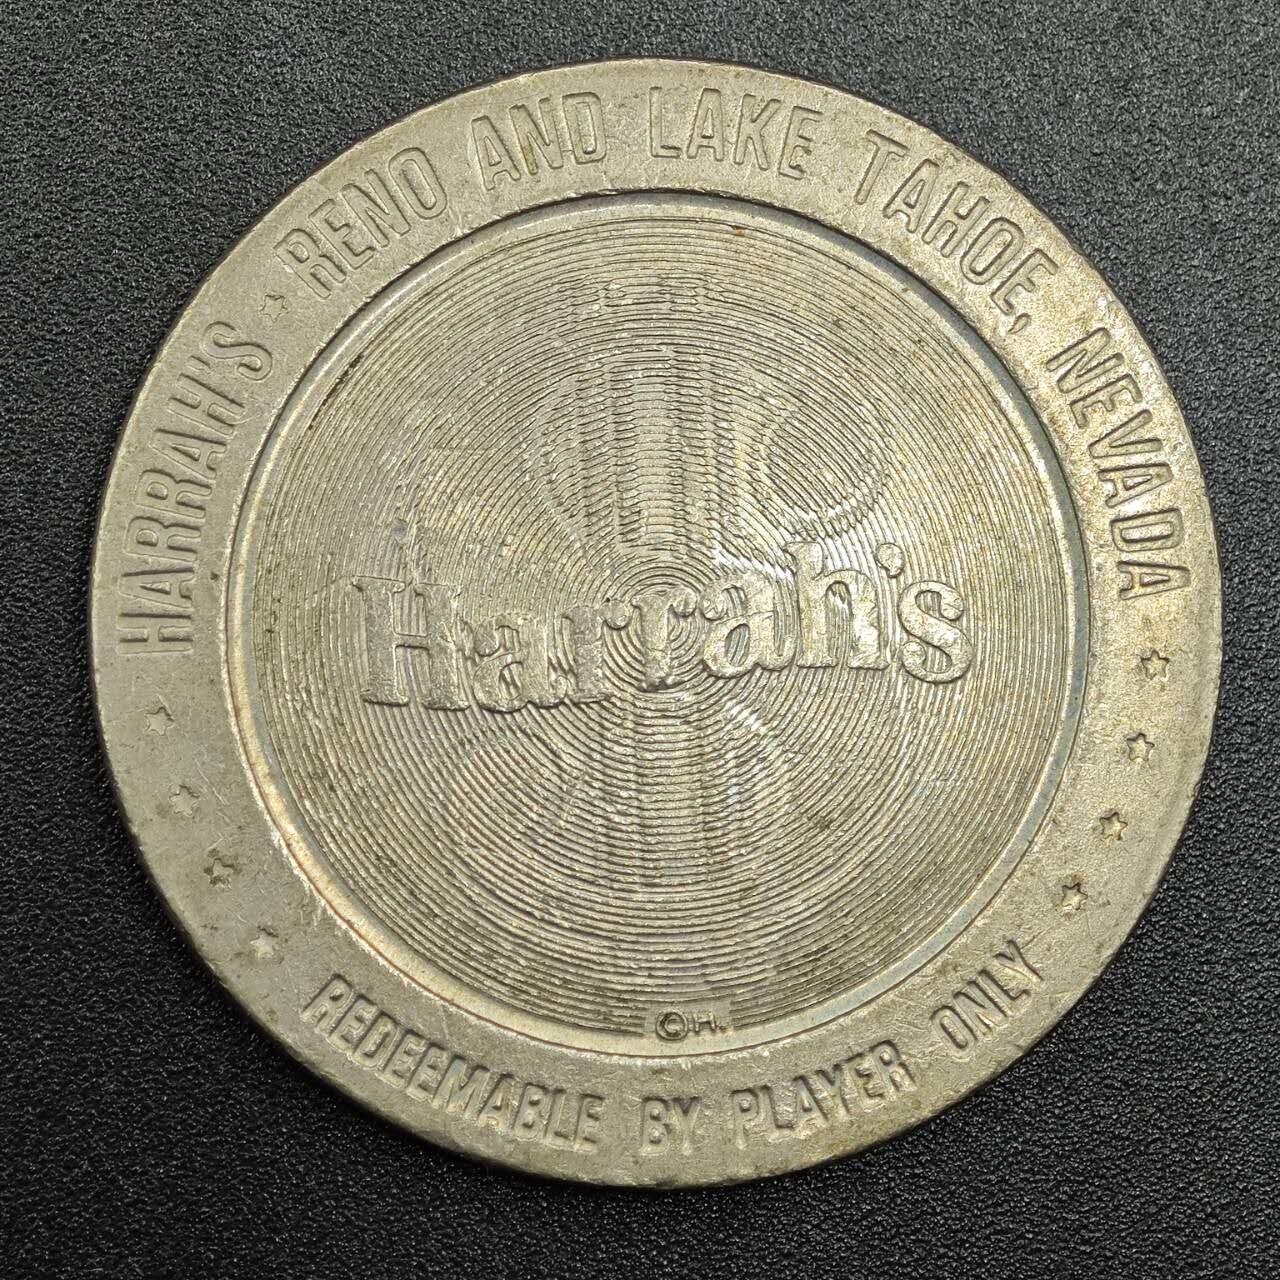 HARRAH'S ☆ RENO AND LAKE TAHOE, NEVADA
Harrah's
©H.
REDEEMABLE BY PLAYER ONLY